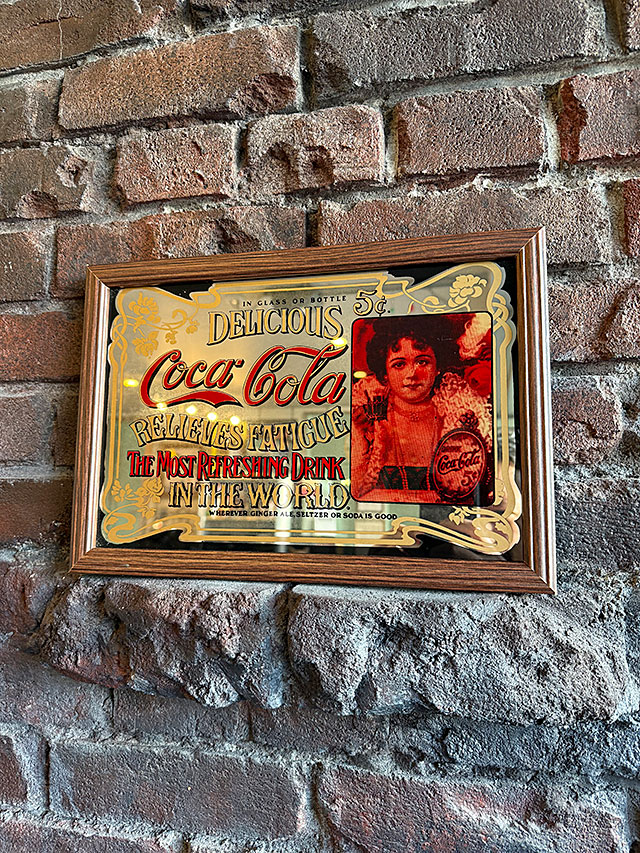 IN GLASS OR BOTTLE 5¢.
DELICIOUS
Coca-Cola
RELIEVES FATIGUE
THE MOST REFRESHING DRINK
IN THE WORLD.
WHEREVER GINGER ALE, SELTZER OR SODA IS GOOD
Coca-Cola
5¢